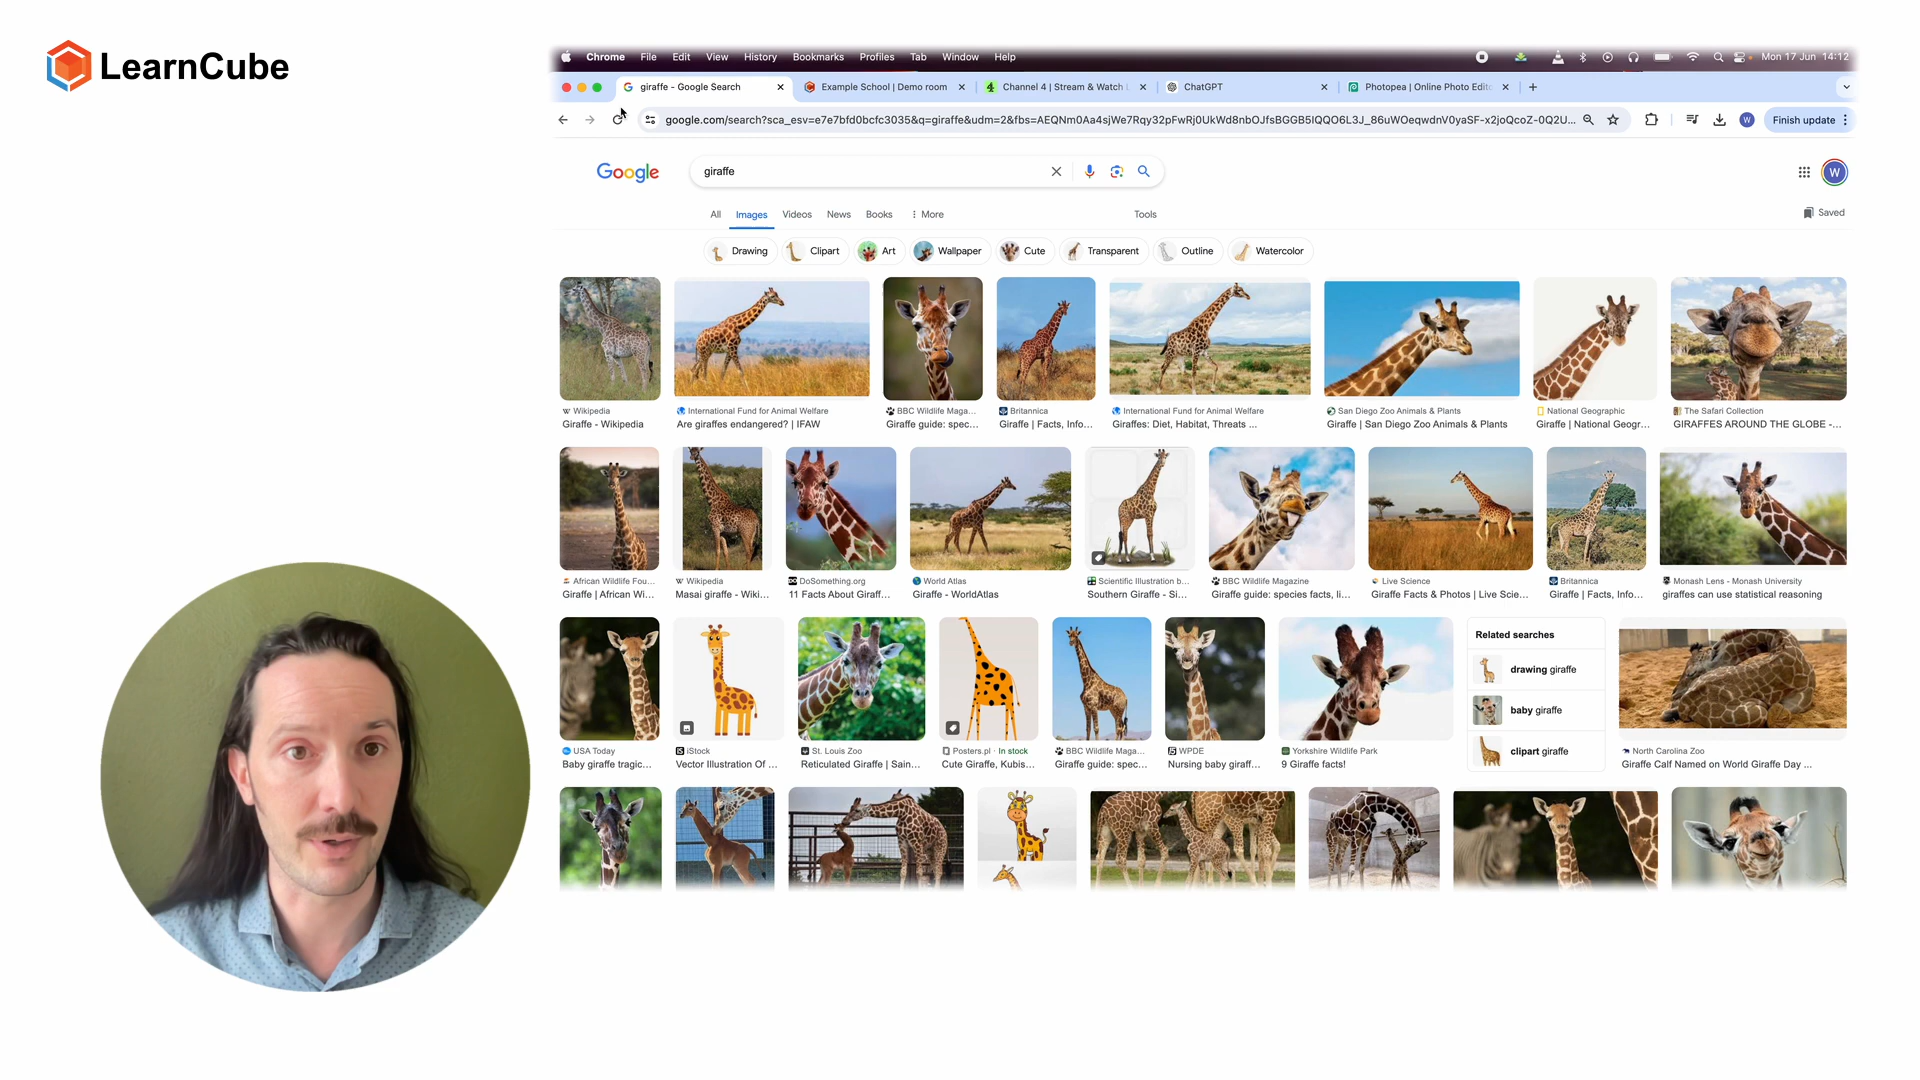 LearnCube
Chrome File Edit View History Bookmarks Profiles Tab Window Help
Mon 17 Jun 14:12
giraffe - Google Search
Example School | Demo room
Channel 4 | Stream & Watch
ChatGPT
Photopea | Online Photo Edit
google.com/search?sca_esv=e7e7bfd0bcfc3035&q=giraffe&udm=2&fbs=AEQNm0Aa4sjWe7Rqy32pFwRj0UkWd8nbOJfsBGGB5IQQO6L3J_86uWOeqwdnV0yaSF-x2joQcoZ-0Q2U...
W
Finish update
Google
giraffe
W
All Images Videos News Books More
Tools
Saved
Drawing Clipart Art Wallpaper Cute Transparent Outline Watercolor
Wikipedia
Giraffe - Wikipedia
International Fund for Animal Welfare
Are giraffes endangered? | IFAW
BBC Wildlife Maga...
Giraffe guide: spec...
Britannica
Giraffe | Facts, Info...
International Fund for Animal Welfare
Giraffes: Diet, Habitat, Threats ...
San Diego Zoo Animals & Plants
Giraffe | San Diego Zoo Animals & Plants
National Geographic
Giraffe | National Geogr...
The Safari Collection
GIRAFFES AROUND THE GLOBE -...
African Wildlife Fou...
Giraffe | African Wi...
Wikipedia
Masai giraffe - Wiki...
DoSomething.org
11 Facts About Giraff...
World Atlas
Giraffe - WorldAtlas
Scientific Illustration b...
Southern Giraffe - Si...
BBC Wildlife Magazine
Giraffe guide: species facts, li...
Live Science
Giraffe Facts & Photos | Live Scie...
Britannica
Giraffe | Facts, Info...
Monash Lens - Monash University
giraffes can use statistical reasoning
USA Today
Baby giraffe tragic...
iStock
Vector Illustration Of ...
St. Louis Zoo
Reticulated Giraffe | Sain...
Posters.pl · In stock
Cute Giraffe, Kubis...
BBC Wildlife Maga...
Giraffe guide: spec...
WPDE
Nursing baby giraff...
Yorkshire Wildlife Park
9 Giraffe facts!
Related searches
drawing giraffe
baby giraffe
clipart giraffe
North Carolina Zoo
Giraffe Calf Named on World Giraffe Day ...